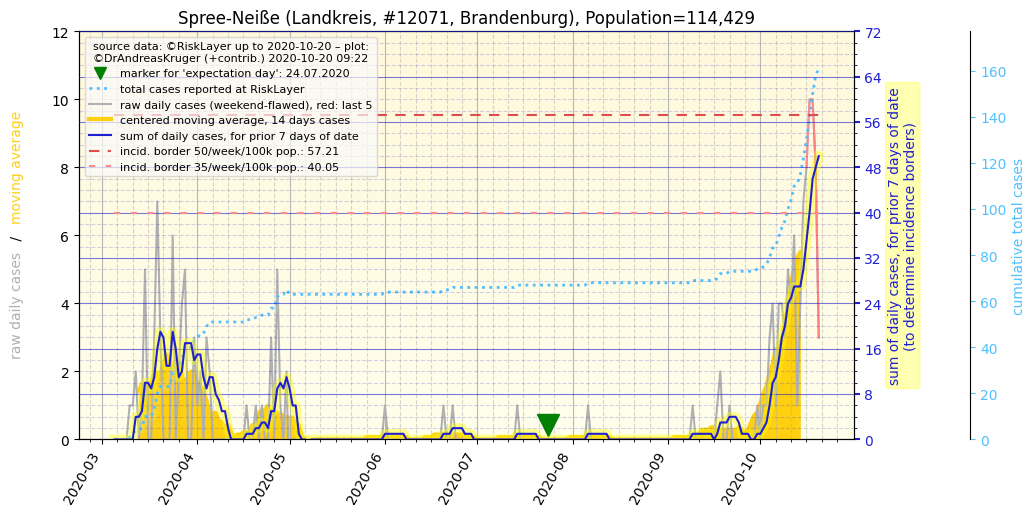 Spree-Neiße (Landkreis, #12071, Brandenburg), Population=114,429
source data: ©RiskLayer up to 2020-10-20 – plot:
©DrAndreasKruger (+contrib.) 2020-10-20 09:22
marker for 'expectation day': 24.07.2020
total cases reported at RiskLayer
raw daily cases (weekend-flawed), red: last 5
centered moving average, 14 days cases
sum of daily cases, for prior 7 days of date
incid. border 50/week/100k pop.: 57.21
incid. border 35/week/100k pop.: 40.05
raw daily cases / moving average
12
10
8
6
4
2
0
2020-03
2020-04
2020-05
2020-06
2020-07
2020-08
2020-09
2020-10
72
64
56
48
40
32
24
16
8
0
sum of daily cases, for prior 7 days of date
(to determine incidence borders)
160
140
120
100
80
60
40
20
0
cumulative total cases